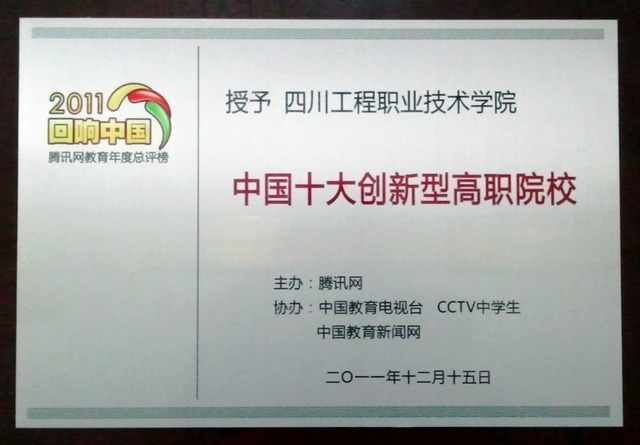 2011
回响中国
腾讯网教育年度总评榜
授予 四川工程职业技术学院
中国十大创新型高职院校
主办：腾讯网
协办：中国教育电视台 CCTV中学生
中国教育新闻网
二〇一一年十二月十五日